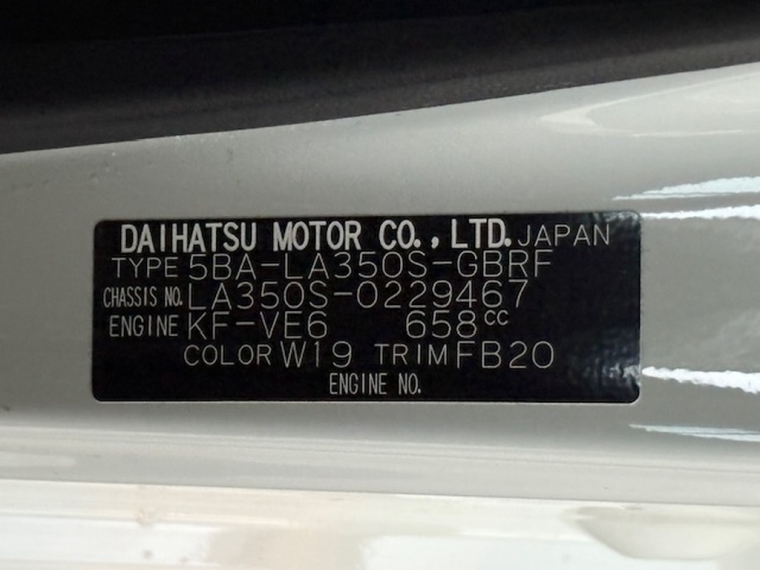 DAIHATSU MOTOR CO., LTD. JAPAN
TYPE 5BA-LA350S-GBRF
CHASSIS NO. LA350S-0229467
ENGINE KF-VE6 658cc
COLOR W19 TRIM FB20
ENGINE NO.